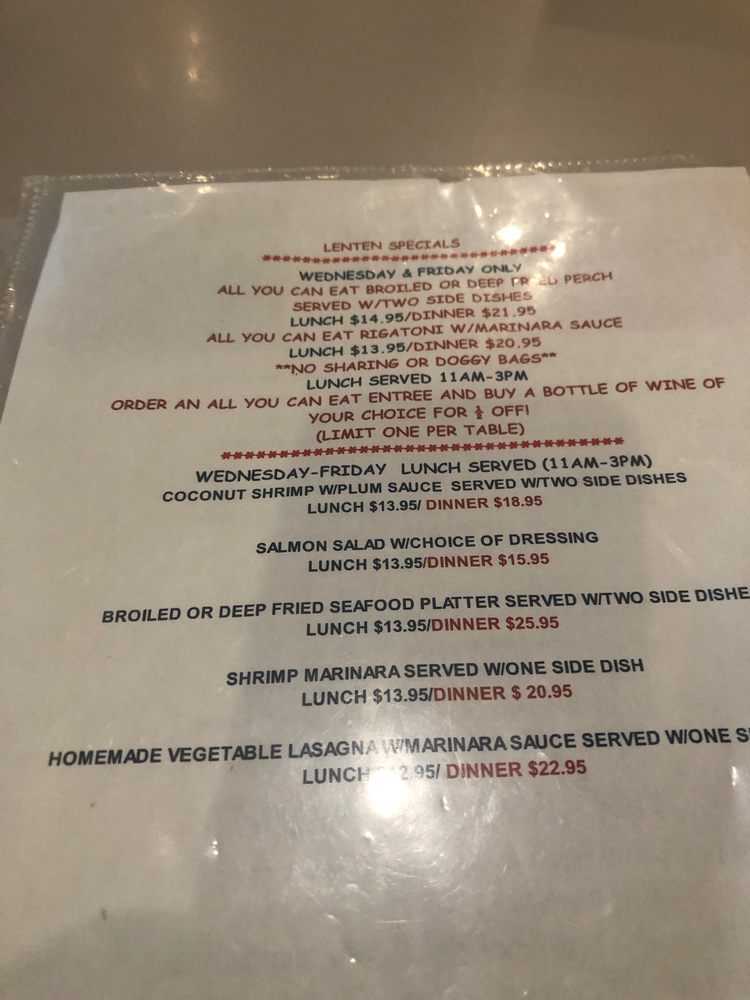 LENTEN SPECIALS
******************************
WEDNESDAY & FRIDAY ONLY
ALL YOU CAN EAT BROILED OR DEEP FRIED PERCH
SERVED W/TWO SIDE DISHES
LUNCH $14.95/DINNER $21.95
ALL YOU CAN EAT RIGATONI W/MARINARA SAUCE
LUNCH $13.95/DINNER $20.95
**NO SHARING OR DOGGY BAGS**
LUNCH SERVED 11AM-3PM
ORDER AN ALL YOU CAN EAT ENTREE AND BUY A BOTTLE OF WINE OF
YOUR CHOICE FOR ½ OFF!
(LIMIT ONE PER TABLE)
****************************************
WEDNESDAY-FRIDAY LUNCH SERVED (11AM-3PM)
COCONUT SHRIMP W/PLUM SAUCE SERVED W/TWO SIDE DISHES
LUNCH $13.95/ DINNER $18.95
SALMON SALAD W/CHOICE OF DRESSING
LUNCH $13.95/DINNER $15.95
BROILED OR DEEP FRIED SEAFOOD PLATTER SERVED W/TWO SIDE DISHE
LUNCH $13.95/DINNER $25.95
SHRIMP MARINARA SERVED W/ONE SIDE DISH
LUNCH $13.95/DINNER $ 20.95
HOMEMADE VEGETABLE LASAGNA W/MARINARA SAUCE SERVED W/ONE
LUNCH DINNER $22.95